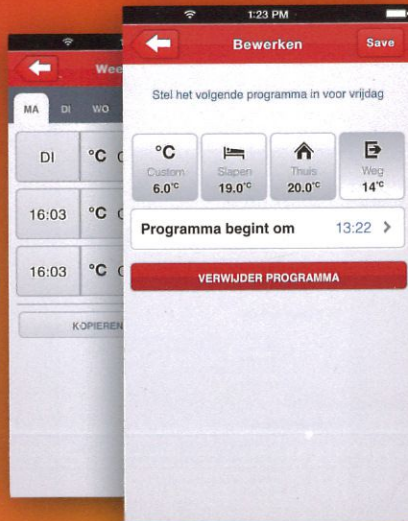 1:23 PM
Bewerken
Save
Stel het volgende programma in voor vrijdag
°C
Custom
6.0°C
Slapen
19.0°C
Thuis
20.0°C
Weg
14°C
Programma begint om 13:22 >
VERWIJDER PROGRAMMA
Wee
MA DI WO
DI °C
16:03 °C
16:03 °C
KOPIEREN